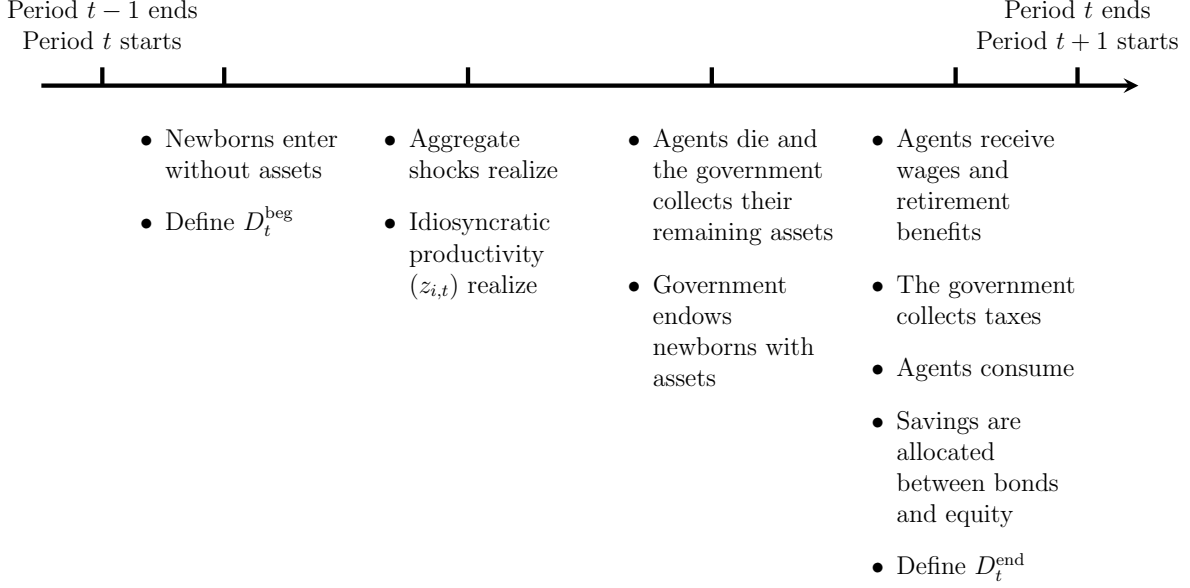 Period t − 1 ends
Period t starts
Period t ends
Period t + 1 starts
• Newborns enter
without assets
• Define D_t^beg
• Aggregate
shocks realize
• Idiosyncratic
productivity
(z_{i,t}) realize
• Agents die and
the government
collects their
remaining assets
• Government
endows
newborns with
assets
• Agents receive
wages and
retirement
benefits
• The government
collects taxes
• Agents consume
• Savings are
allocated
between bonds
and equity
• Define D_t^end